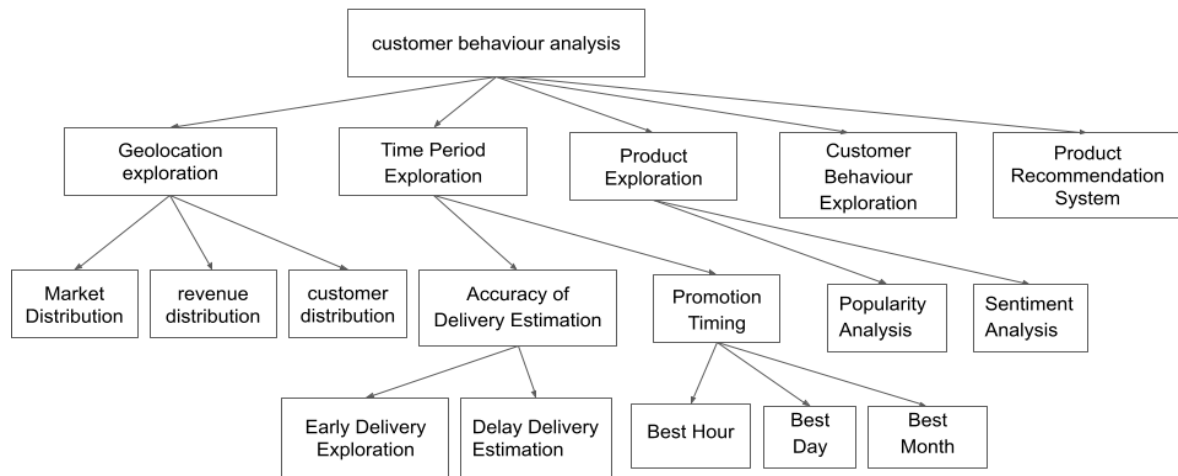 customer behaviour analysis
Geolocation
exploration
Time Period
Exploration
Product
Exploration
Customer
Behaviour
Exploration
Product
Recommendation
System
Market
Distribution
revenue
distribution
customer
distribution
Accuracy of
Delivery Estimation
Promotion
Timing
Popularity
Analysis
Sentiment
Analysis
Early Delivery
Exploration
Delay Delivery
Estimation
Best Hour
Best
Day
Best
Month